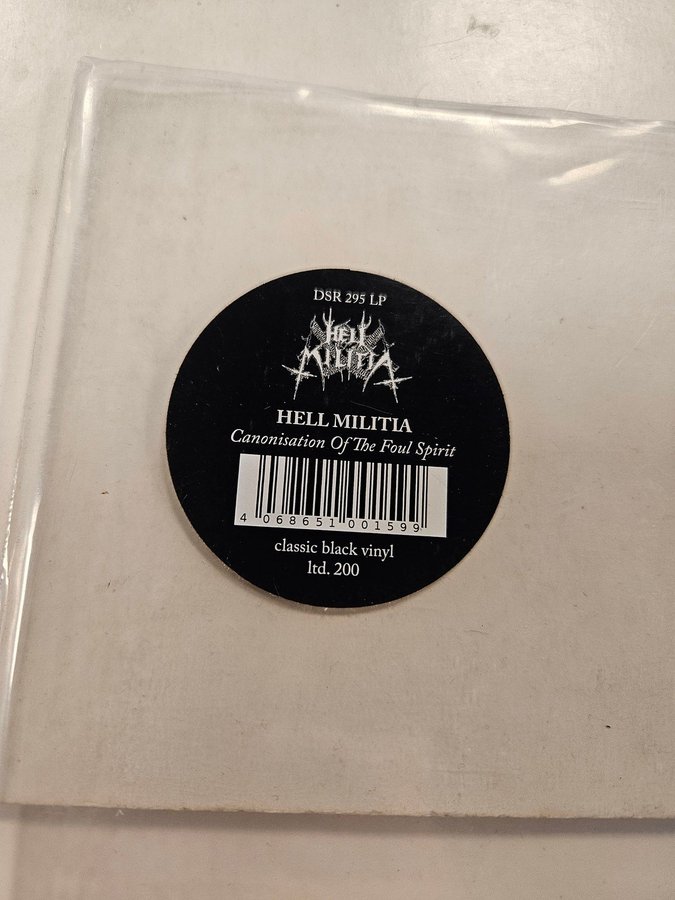 DSR 295 LP
HELL
MILITIA
HELL MILITIA
Canonisation Of The Foul Spirit
4 068651 001599
classic black vinyl
ltd. 200